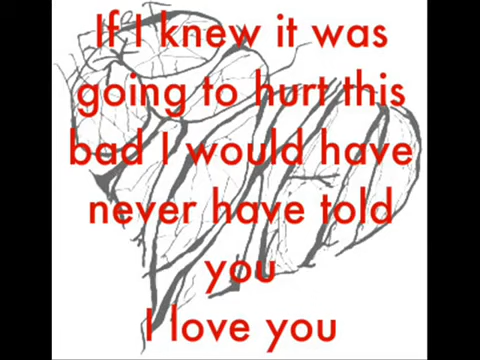 If I knew it was
going to hurt this
bad I would have
never have told
you
I love you